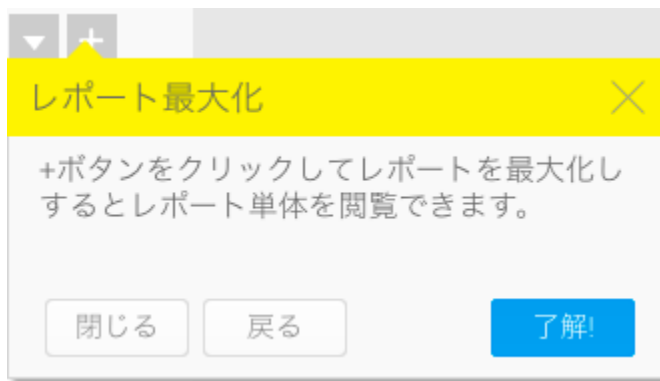 +
レポート最大化
+ボタンをクリックしてレポートを最大化し
するとレポート単体を閲覧できます。
閉じる
戻る
了解!